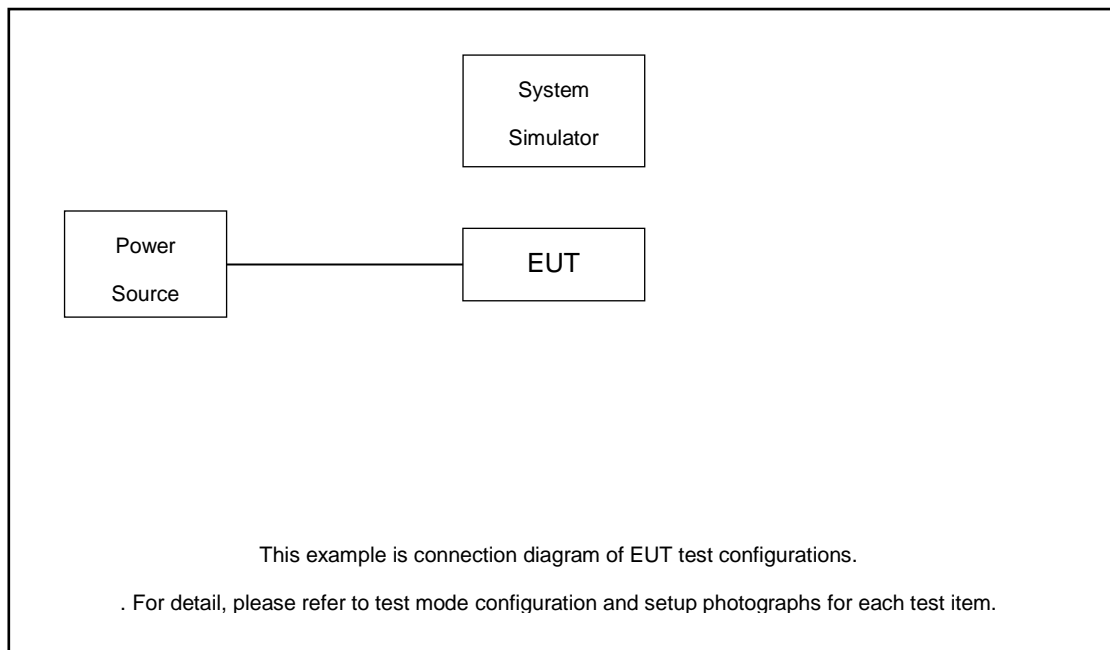 System
Simulator
Power
Source
EUT
This example is connection diagram of EUT test configurations.
. For detail, please refer to test mode configuration and setup photographs for each test item.